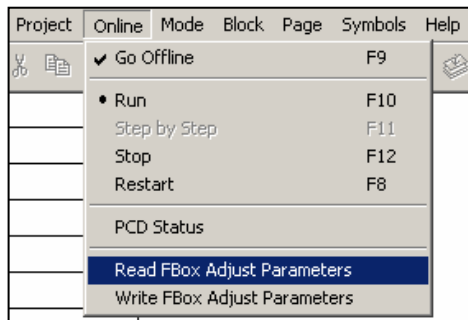 Project Online Mode Block Page Symbols Help
✔ Go Offline F9
• Run F10
Step by Step F11
Stop F12
Restart F8
PCD Status
Read FBox Adjust Parameters
Write FBox Adjust Parameters